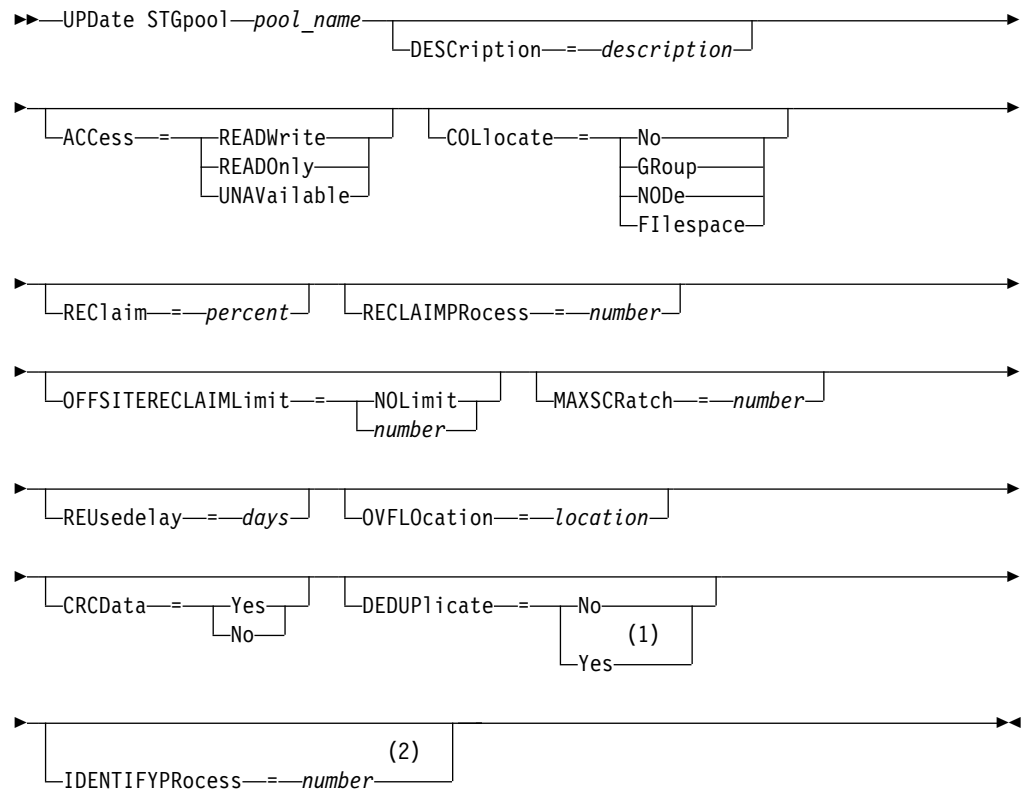 UPDate STGpool pool_name
DESCription = description
ACCess = READWrite
READOnly
UNAVailable
COLlocate = No
GRoup
NODe
FIlespace
REClaim = percent
RECLAIMPRocess = number
OFFSITERECLAIMLimit = NOLimit
number
MAXSCRatch = number
REUsedelay = days
OVFLOcation = location
CRCData = Yes
No
DEDUPlicate = No
(1)
Yes
(2)
IDENTIFYPRocess = number